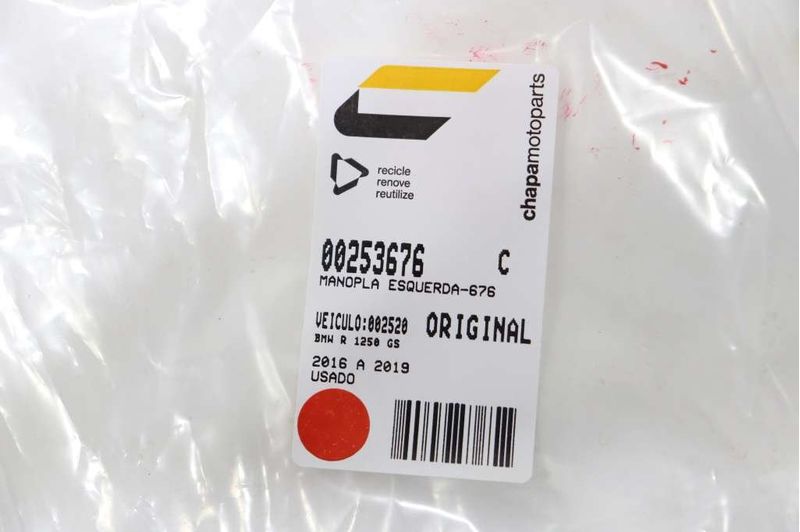 chapamotoparts
recicle
renove
reutilize
00253676 C
MANOPLA ESQUERDA-676
VEICULO:002520 ORIGINAL
BMW R 1250 GS
2016 A 2019
USADO